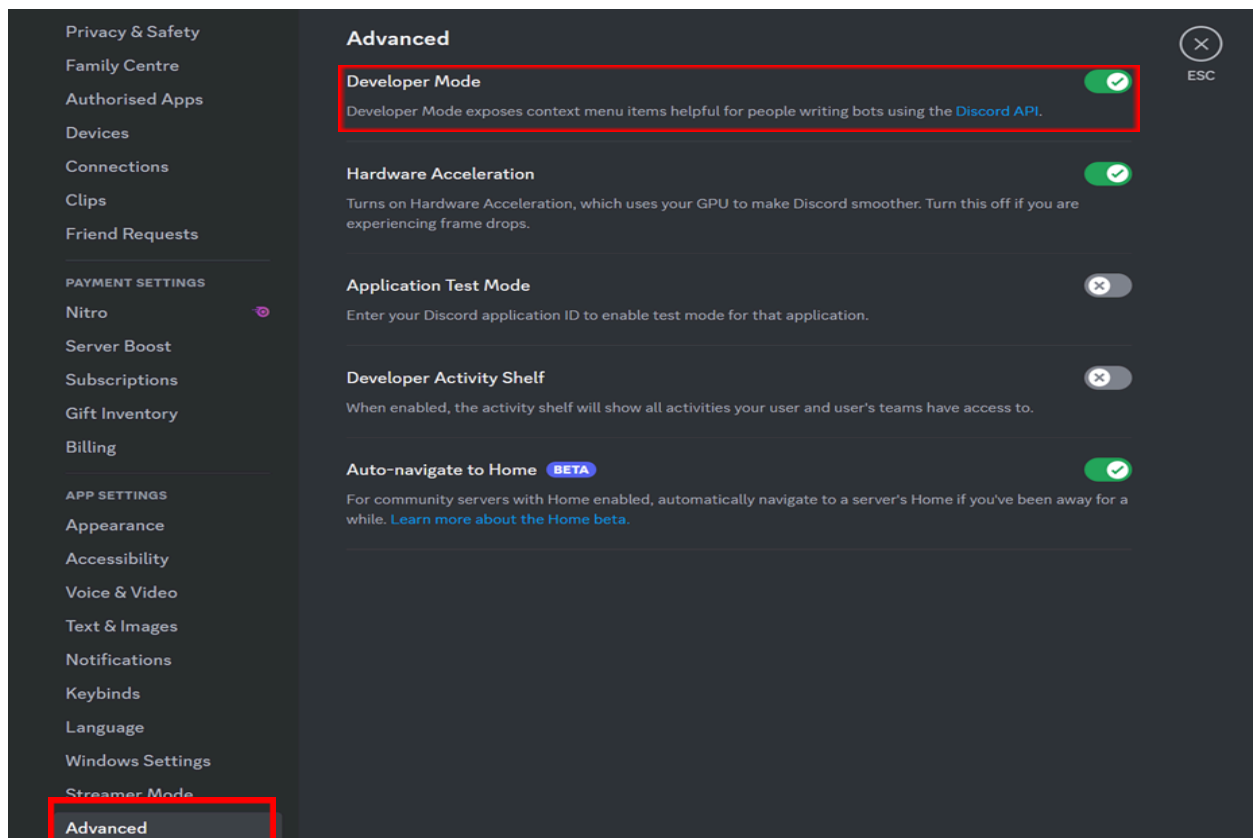 Privacy & Safety
Family Centre
Authorised Apps
Devices
Connections
Clips
Friend Requests
PAYMENT SETTINGS
Nitro
Server Boost
Subscriptions
Gift Inventory
Billing
APP SETTINGS
Appearance
Accessibility
Voice & Video
Text & Images
Notifications
Keybinds
Language
Windows Settings
Streamer Mode
Advanced
Advanced
Developer Mode
Developer Mode exposes context menu items helpful for people writing bots using the Discord API.
Hardware Acceleration
Turns on Hardware Acceleration, which uses your GPU to make Discord smoother. Turn this off if you are
experiencing frame drops.
Application Test Mode
Enter your Discord application ID to enable test mode for that application.
Developer Activity Shelf
When enabled, the activity shelf will show all activities your user and user's teams have access to.
Auto-navigate to Home BETA
For community servers with Home enabled, automatically navigate to a server's Home if you've been away for a
while. Learn more about the Home beta.
ESC